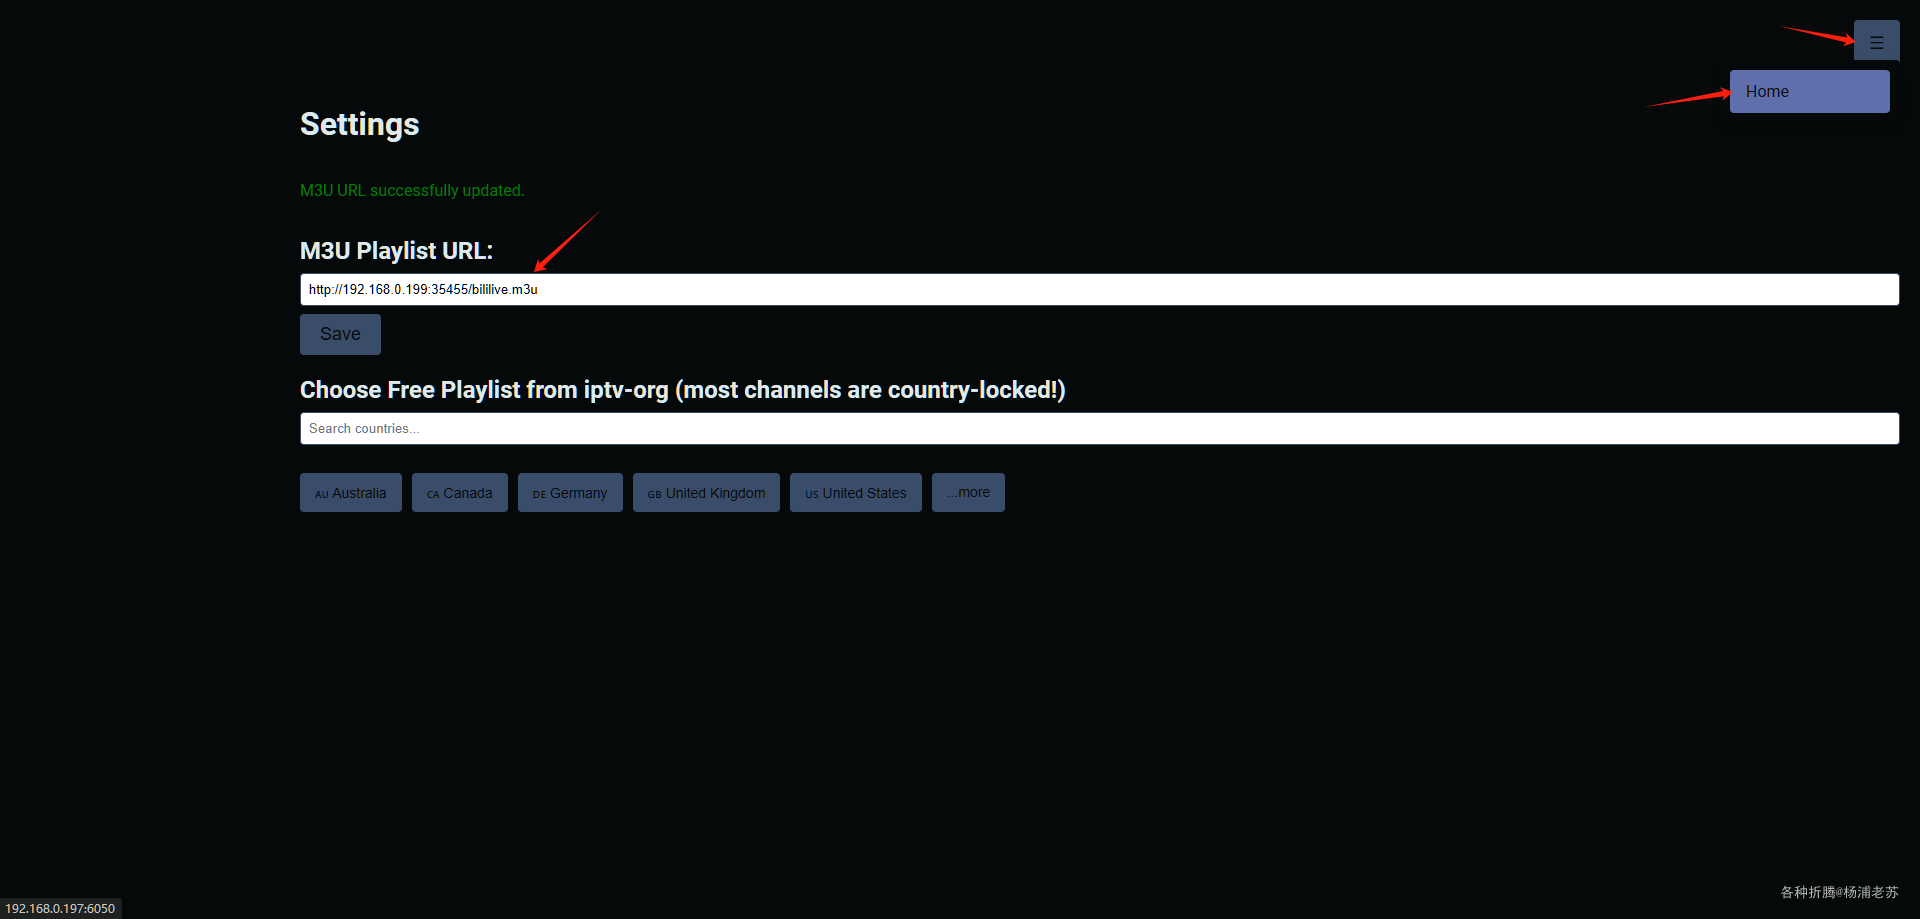 ☰
Home
Settings
M3U URL successfully updated.
M3U Playlist URL:
http://192.168.0.199:35455/bililive.m3u
Save
Choose Free Playlist from iptv-org (most channels are country-locked!)
Search countries...
AU Australia CA Canada DE Germany GB United Kingdom US United States ...more
各种折腾@杨浦老苏
192.168.0.197:6050